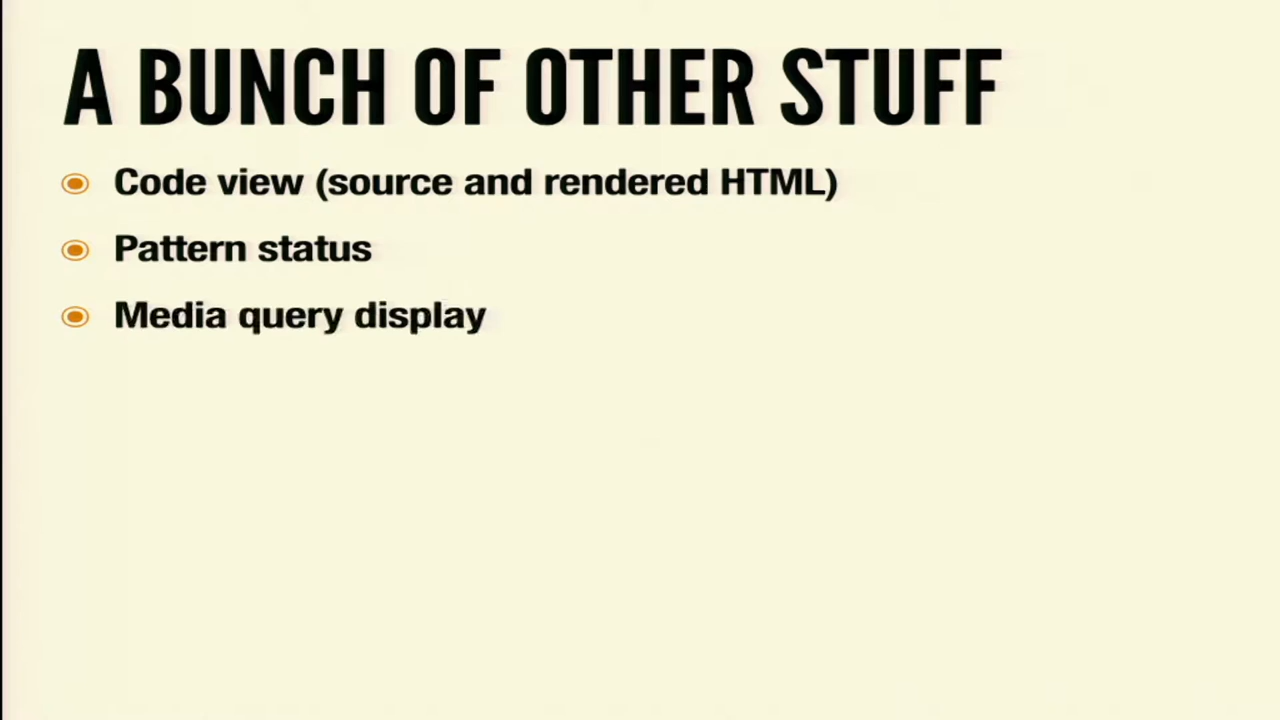 A BUNCH OF OTHER STUFF
Code view (source and rendered HTML)
Pattern status
Media query display